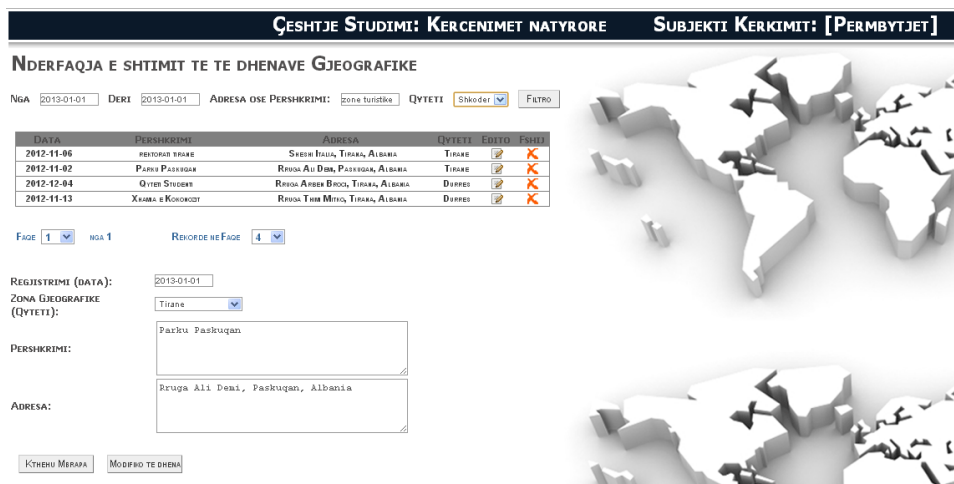 Çeshtje Studimi: Kercenimet natyrore Subjekti Kerkimit: [Permbytjet]
Nderfaqja e shtimit te te dhenave Gjeografike
Nga 2013-01-01 Deri 2013-01-01 Adresa ose Pershkrimi: zone turistike Qyteti Shkoder Filtro
Data Pershkrimi Adresa Qyteti Edito Fshij
2012-11-06 rektorati tirane Sheshi Italia, Tirana, Albania Tirane
2012-11-02 Parku Paskuqan Rruga Ali Demi, Paskuqan, Albania Tirane
2012-12-04 Qyteti Studenti Rruga Arben Broci, Tirana, Albania Durres
2012-11-13 Xhamia e Kokonozit Rruga Thimi Mitko, Tirana, Albania Durres
Faqe 1 nga 1 Rekorde ne Faqe 4
Regjistrimi (data): 2013-01-01
Zona Gjeografike
(Qyteti): Tirane
Pershkrimi: Parku Paskuqan
Adresa: Rruga Ali Demi, Paskuqan, Albania
Kthehu Mbrapa Modifiko te dhena